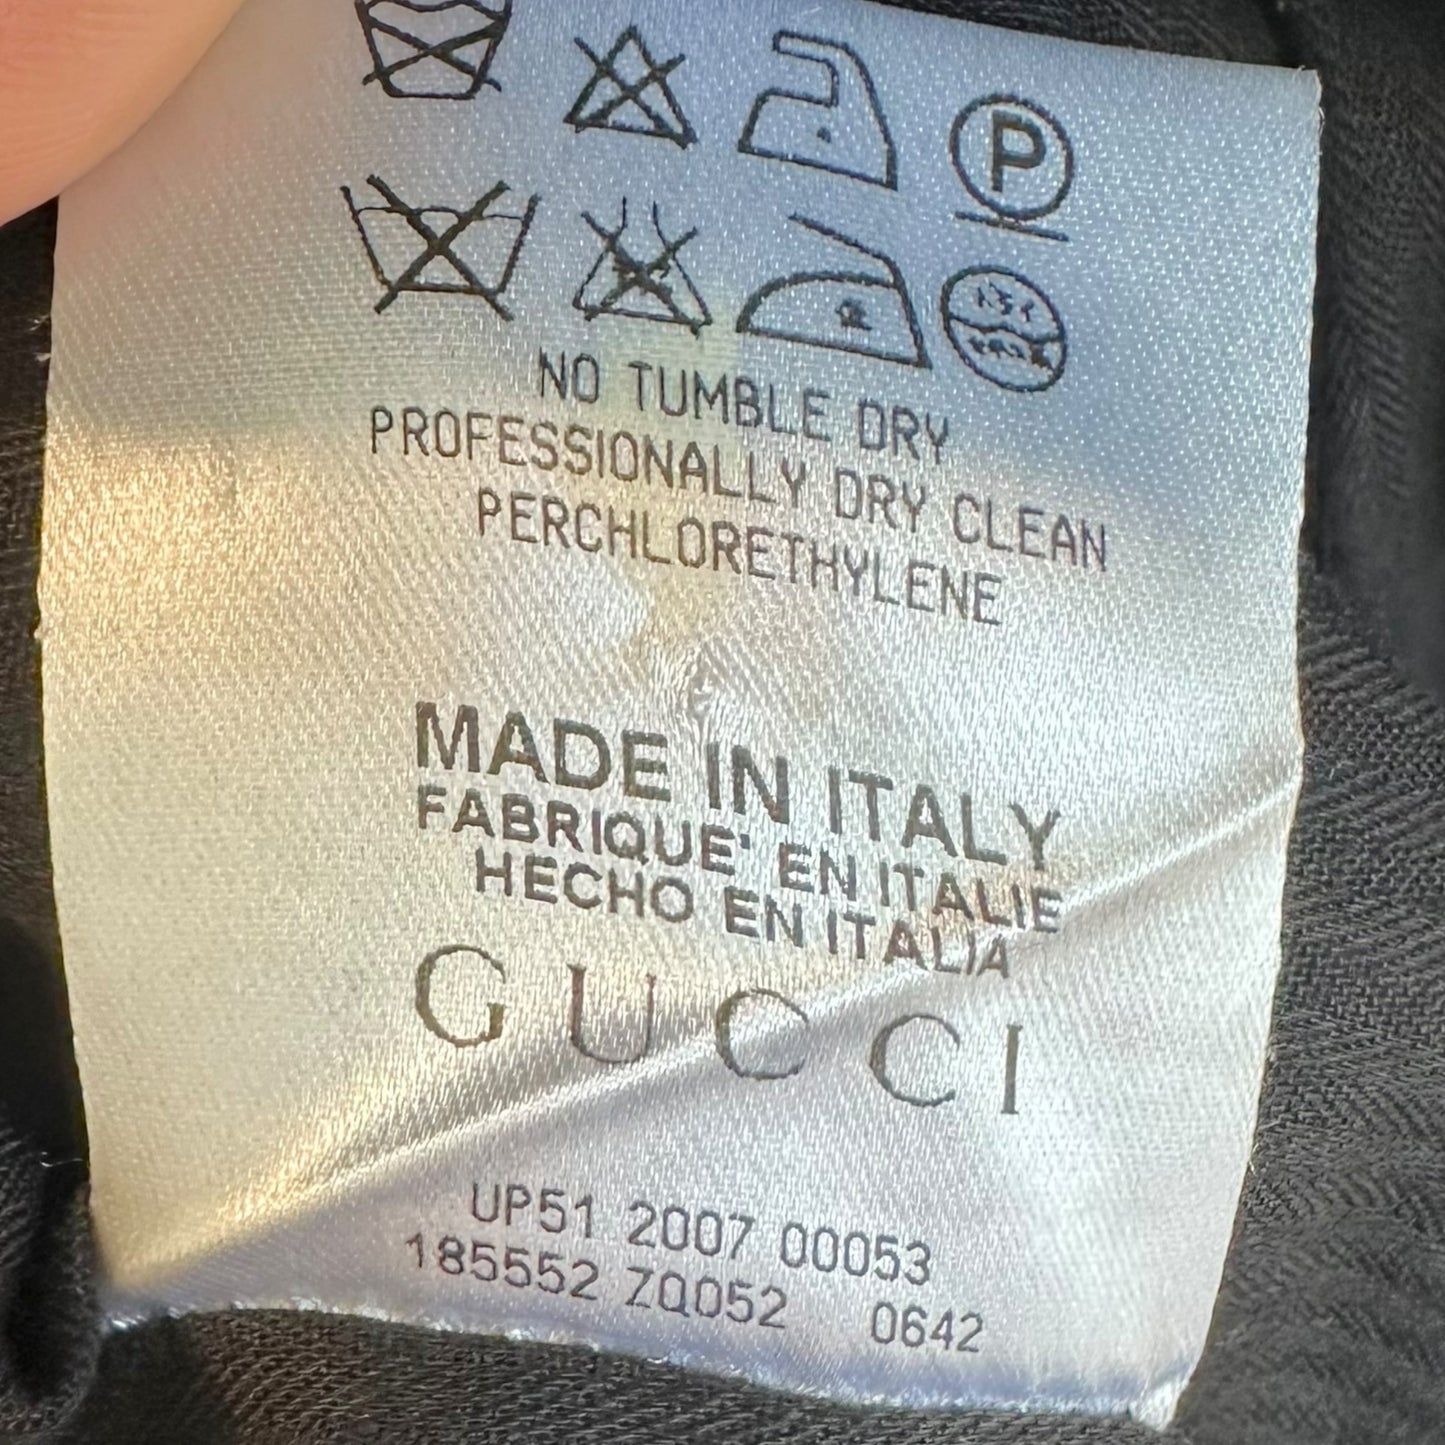 P
NO TUMBLE DRY
PROFESSIONALLY DRY CLEAN
PERCHLORETHYLENE
MADE IN ITALY
FABRIQUE' EN ITALIE
HECHO EN ITALIA
GUCCI
UP51 2007 00053
185552 ZQ052 0642